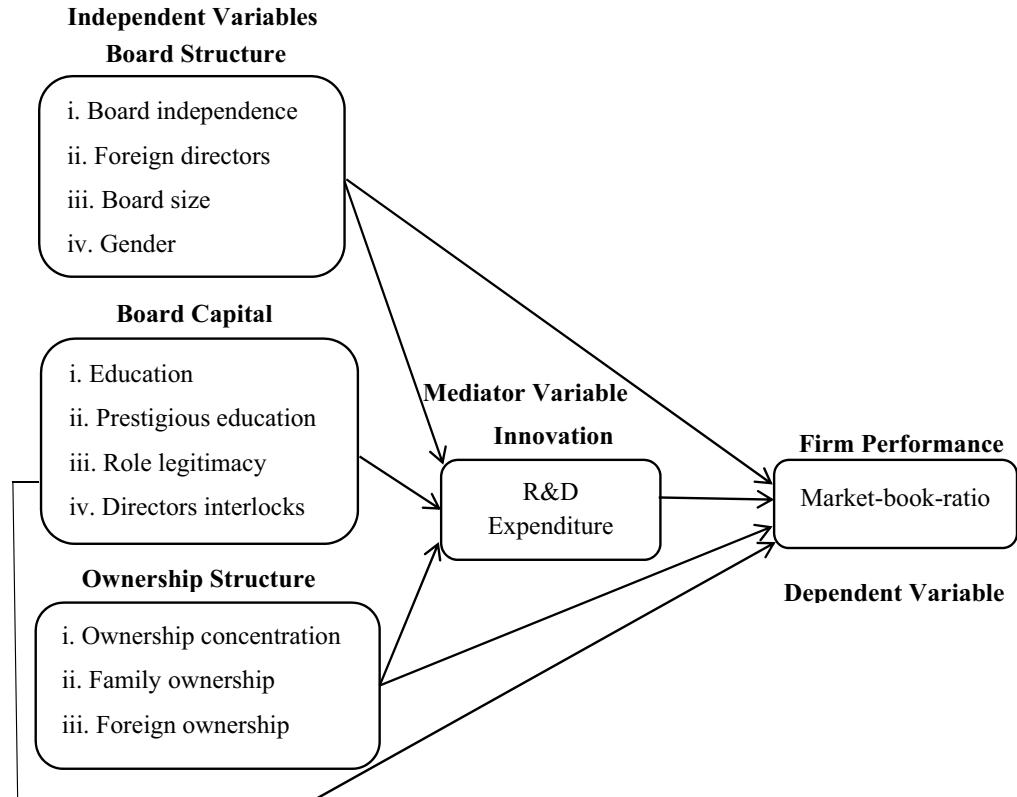 Independent Variables
Board Structure
i. Board independence
ii. Foreign directors
iii. Board size
iv. Gender
Board Capital
i. Education
ii. Prestigious education
iii. Role legitimacy
iv. Directors interlocks
Mediator Variable
Innovation
R&D
Expenditure
Firm Performance
Market-book-ratio
Dependent Variable
Ownership Structure
i. Ownership concentration
ii. Family ownership
iii. Foreign ownership